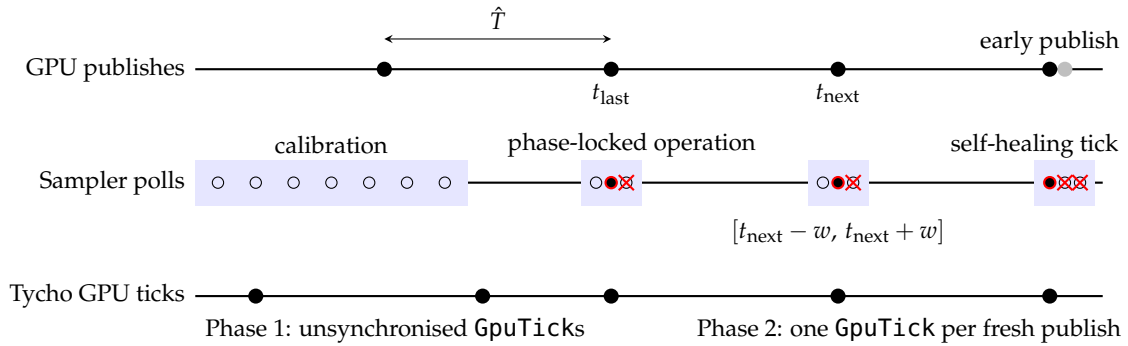 T̂
early publish
GPU publishes
t_last
t_next
calibration
phase-locked operation
self-healing tick
Sampler polls
[t_next − w, t_next + w]
Tycho GPU ticks
Phase 1: unsynchronised GpuTicks
Phase 2: one GpuTick per fresh publish